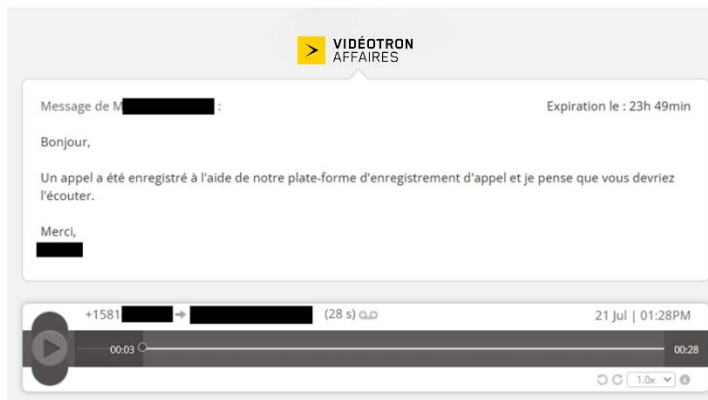 VIDÉOTRON
AFFAIRES
Message de M :
Expiration le : 23h 49min
Bonjour,
Un appel a été enregistré à l'aide de notre plate-forme d'enregistrement d'appel et je pense que vous devriez
l'écouter.
Merci,
+1581 → (28 s)
21 Jul | 01:28PM
00:03
00:28
1.0x